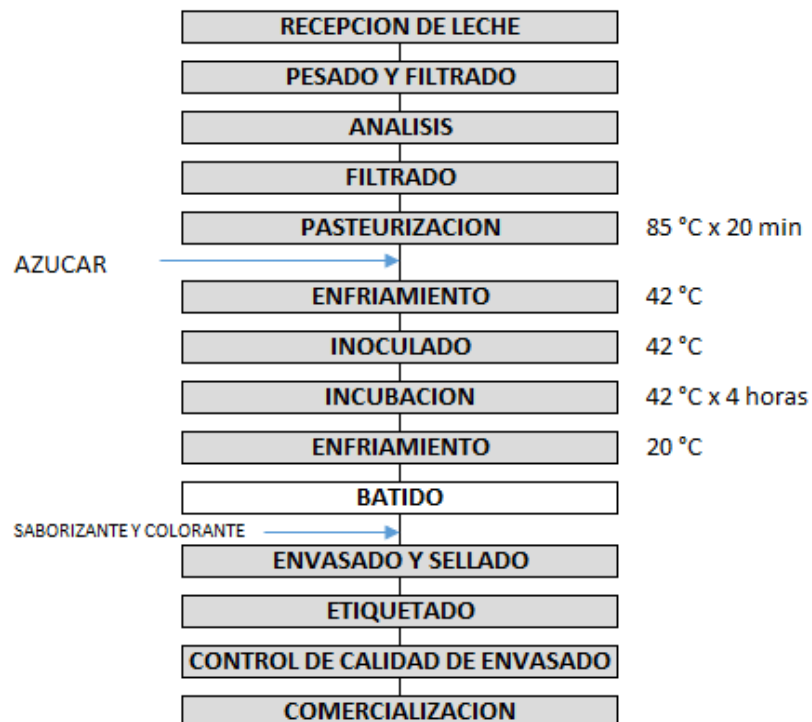 RECEPCION DE LECHE
PESADO Y FILTRADO
ANALISIS
FILTRADO
PASTEURIZACION 85 °C x 20 min
AZUCAR
ENFRIAMIENTO 42 °C
INOCULADO 42 °C
INCUBACION 42 °C x 4 horas
ENFRIAMIENTO 20 °C
BATIDO
SABORIZANTE Y COLORANTE
ENVASADO Y SELLADO
ETIQUETADO
CONTROL DE CALIDAD DE ENVASADO
COMERCIALIZACION